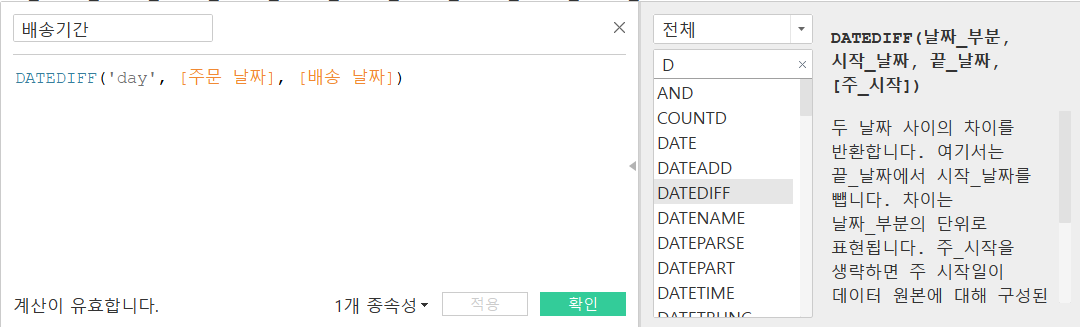 배송기간
DATEDIFF('day', [주문 날짜], [배송 날짜])
계산이 유효합니다.
1개 종속성
적용
확인
전체
D
AND
COUNTD
DATE
DATEADD
DATEDIFF
DATENAME
DATEPARSE
DATEPART
DATETIME
DATETRUNC
DATEDIFF(날짜_부분,
시작_날짜, 끝_날짜,
[주_시작])
두 날짜 사이의 차이를
반환합니다. 여기서는
끝_날짜에서 시작_날짜를
뺍니다. 차이는
날짜_부분의 단위로
표현됩니다. 주_시작을
생략하면 주 시작일이
데이터 원본에 대해 구성된